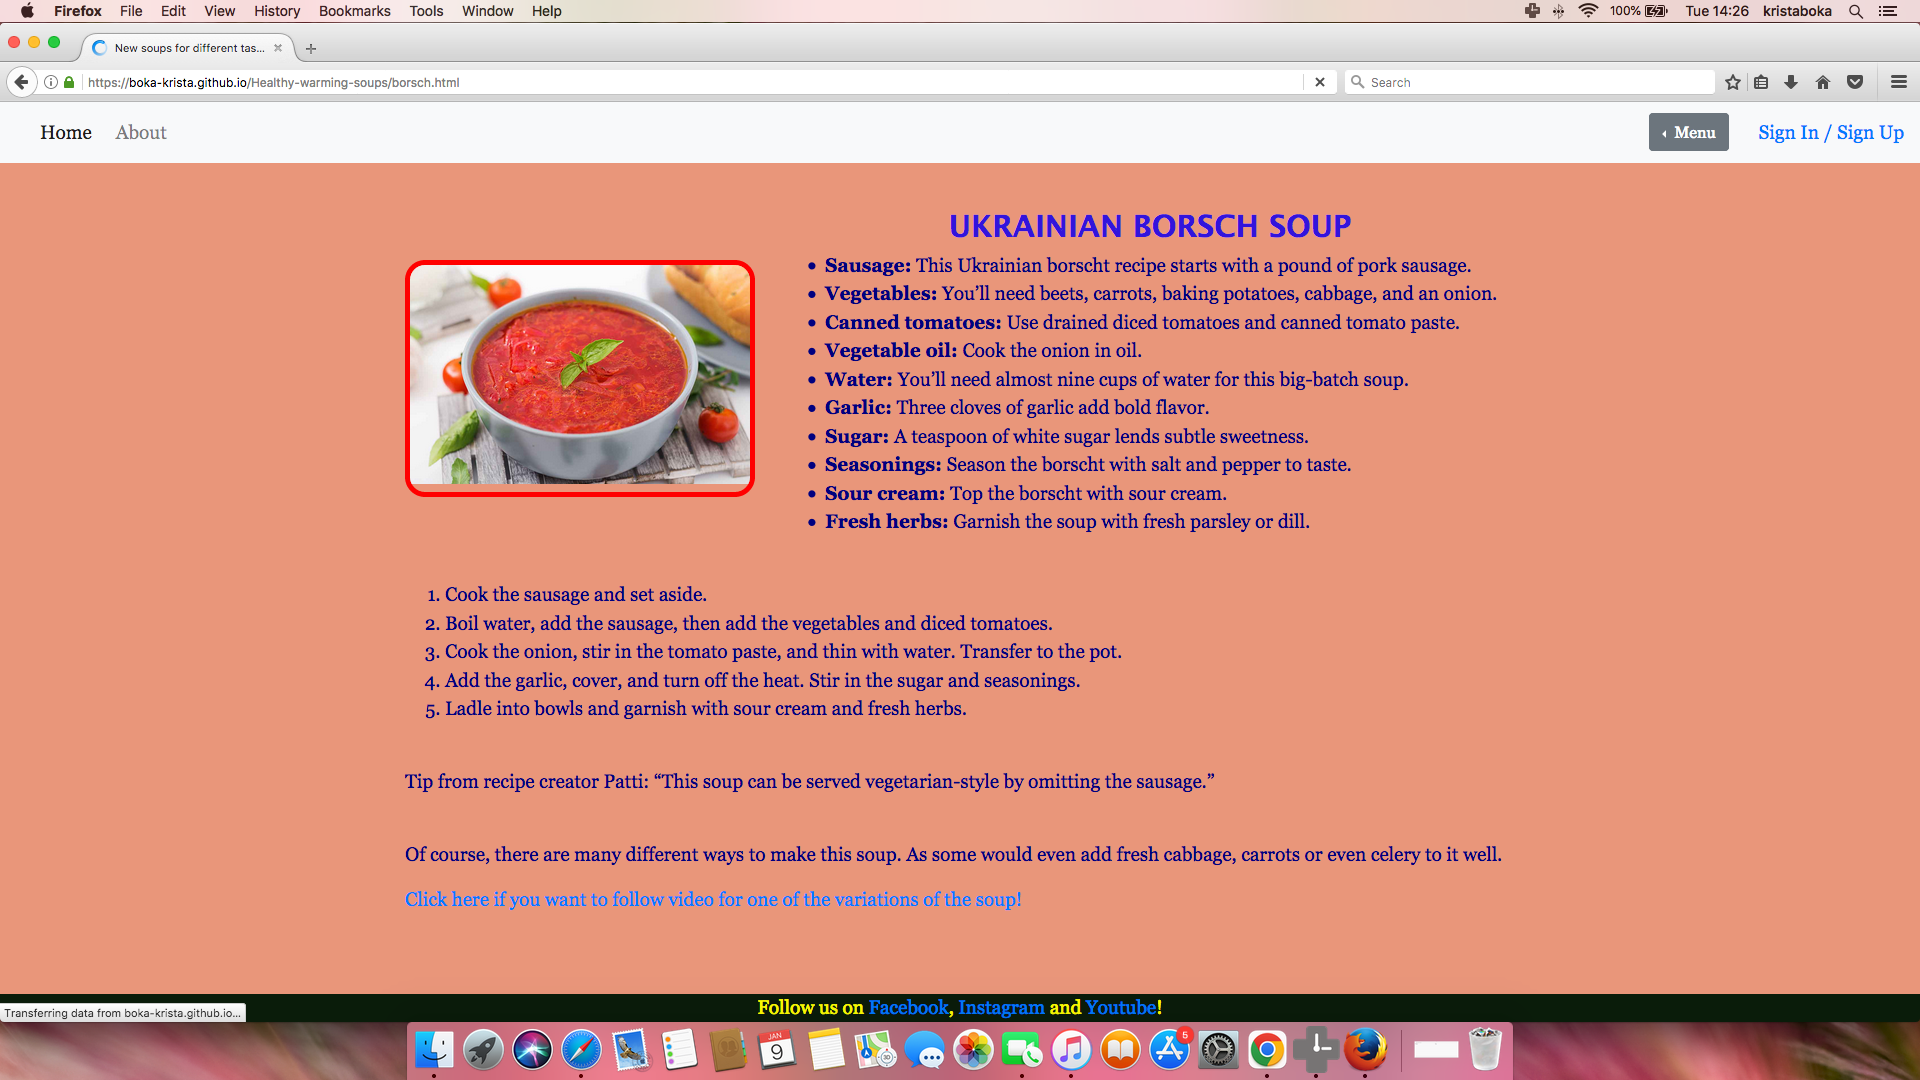 Firefox File Edit View History Bookmarks Tools Window Help 100% Tue 14:26 kristaboka
New soups for different tas...
https://boka-krista.github.io/Healthy-warming-soups/borsch.html Search
Home About Menu Sign In / Sign Up
UKRAINIAN BORSCH SOUP
• Sausage: This Ukrainian borscht recipe starts with a pound of pork sausage.
• Vegetables: You’ll need beets, carrots, baking potatoes, cabbage, and an onion.
• Canned tomatoes: Use drained diced tomatoes and canned tomato paste.
• Vegetable oil: Cook the onion in oil.
• Water: You’ll need almost nine cups of water for this big-batch soup.
• Garlic: Three cloves of garlic add bold flavor.
• Sugar: A teaspoon of white sugar lends subtle sweetness.
• Seasonings: Season the borscht with salt and pepper to taste.
• Sour cream: Top the borscht with sour cream.
• Fresh herbs: Garnish the soup with fresh parsley or dill.
1. Cook the sausage and set aside.
2. Boil water, add the sausage, then add the vegetables and diced tomatoes.
3. Cook the onion, stir in the tomato paste, and thin with water. Transfer to the pot.
4. Add the garlic, cover, and turn off the heat. Stir in the sugar and seasonings.
5. Ladle into bowls and garnish with sour cream and fresh herbs.
Tip from recipe creator Patti: “This soup can be served vegetarian-style by omitting the sausage.”
Of course, there are many different ways to make this soup. As some would even add fresh cabbage, carrots or even celery to it well.
Click here if you want to follow video for one of the variations of the soup!
Follow us on Facebook, Instagram and Youtube!
Transferring data from boka-krista.github.io...
JAN
9
3D
5